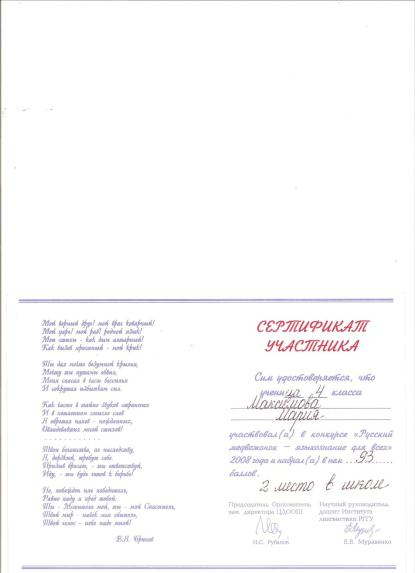 Мой верный друг! мой враг коварный!
Мой царь! мой раб! родной язык!
Мои стихи - как дым алтарный!
Как вызов яростный - мой крик!
Ты дал мечте безумной крылья,
Мечту ты путами обвил,
Меня спасал в часы бессилья
И сокрушал избытком сил.
Как часто в тайне звуков странных
И в потаенном смысле слов
Я обретал напев - нежданных,
Овладевавших мной стихов!
. . . . . . . . . . . .
Твои богатства, по наследству,
Я, дерзкий, требую себе.
Призыв бросаю, - ты ответствуй,
Иду, - ты будь готов к борьбе!
Но, побеждён иль победитель,
Равно паду я пред тобой:
Ты - Мститель мой, ты - мой Спаситель,
Твой мир - навек моя обитель,
Твой голос - небо надо мной!
В.Я. Брюсов
СЕРТИФИКАТ
УЧАСТНИКА
Сим удостоверяется, что
ученица 4 класса
Максимова
Мария
участвовал(а) в конкурсе «Русский
медвежонок - языкознание для всех»
2008 года и набрал(а) в нем ...93...
баллов.
2 место в школе
Председатель Оргкомитета,
зам. директора ЦДООШ
И.С. Рубанов
Научный руководитель,
доцент Института
лингвистики РГГУ
Е.В. Муравенко